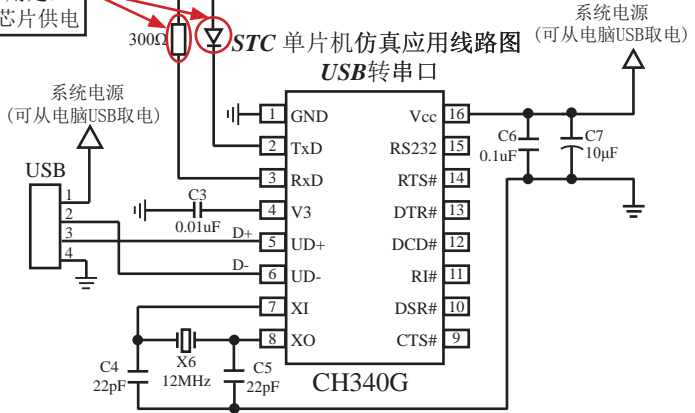 芯片供电
300Ω
STC 单片机仿真应用线路图
USB转串口
系统电源
(可从电脑USB取电)
系统电源
(可从电脑USB取电)
USB
1
2
3
4
1 GND
2 TxD
3 RxD
4 V3
5 UD+
6 UD-
7 XI
8 XO
Vcc 16
RS232 15
RTS# 14
DTR# 13
DCD# 12
RI# 11
DSR# 10
CTS# 9
C6
0.1uF
C7
10μF
C3
0.01uF
D+
D-
C4
22pF
X6
12MHz
C5
22pF
CH340G